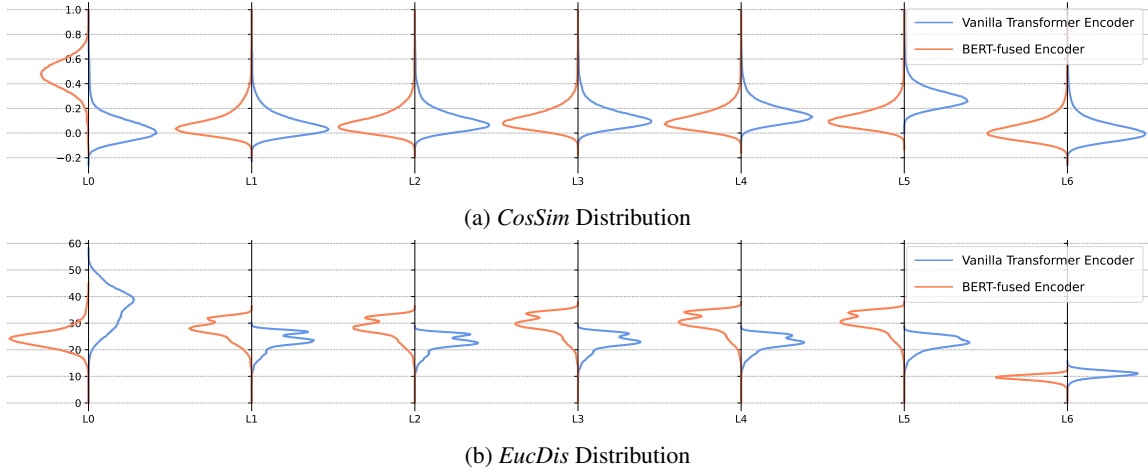 1.0
0.8
0.6
0.4
0.2
0.0
−0.2
Vanilla Transformer Encoder
BERT-fused Encoder
L0 L1 L2 L3 L4 L5 L6
(a) CosSim Distribution
60
50
40
30
20
10
0
Vanilla Transformer Encoder
BERT-fused Encoder
L0 L1 L2 L3 L4 L5 L6
(b) EucDis Distribution